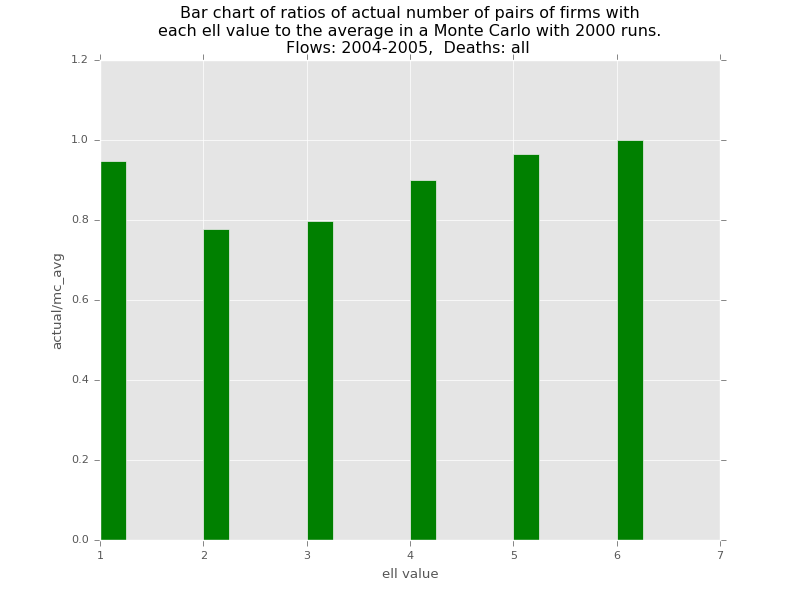 Bar chart of ratios of actual number of pairs of firms with
each ell value to the average in a Monte Carlo with 2000 runs.
Flows: 2004-2005,  Deaths: all
1.2
1.0
0.8
0.6
0.4
0.2
0.0
actual/mc_avg
1 2 3 4 5 6 7
ell value